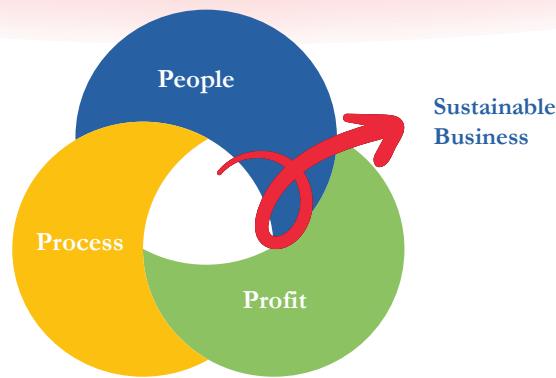 People
Sustainable
Business
Process
Profit